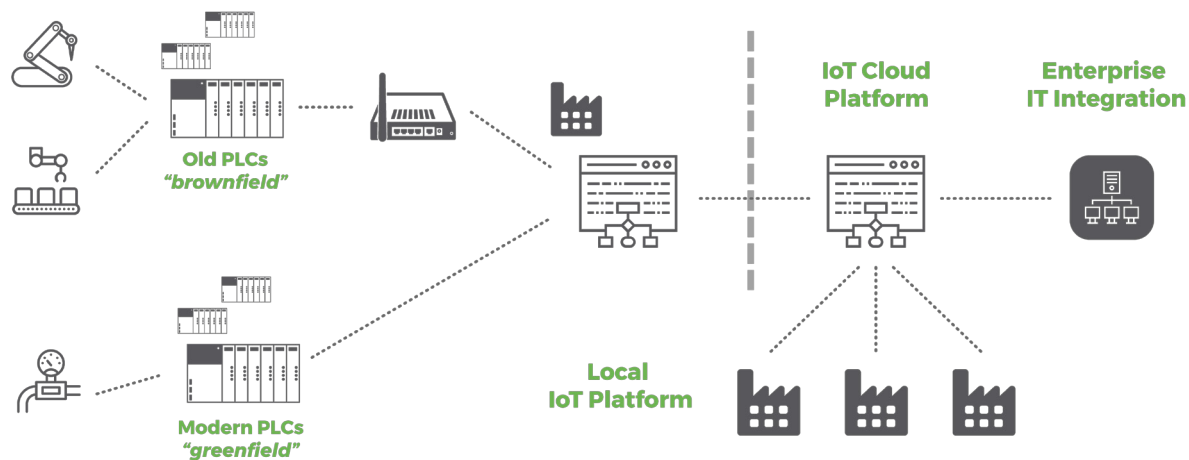 IoT Cloud
Platform
Enterprise
IT Integration
Old PLCs
“brownfield”
Local
IoT Platform
Modern PLCs
“greenfield”